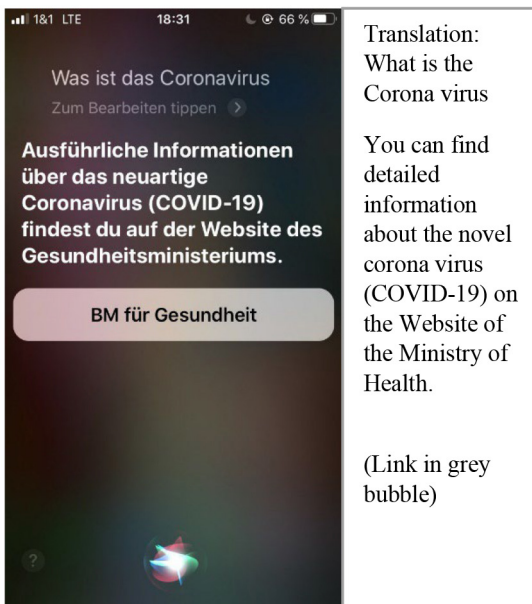 1&1 LTE 18:31 66 %
Was ist das Coronavirus
Zum Bearbeiten tippen
Ausführliche Informationen
über das neuartige
Coronavirus (COVID-19)
findest du auf der Website des
Gesundheitsministeriums.
BM für Gesundheit
?
Translation:
What is the
Corona virus
You can find
detailed
information
about the novel
corona virus
(COVID-19) on
the Website of
the Ministry of
Health.
(Link in grey
bubble)